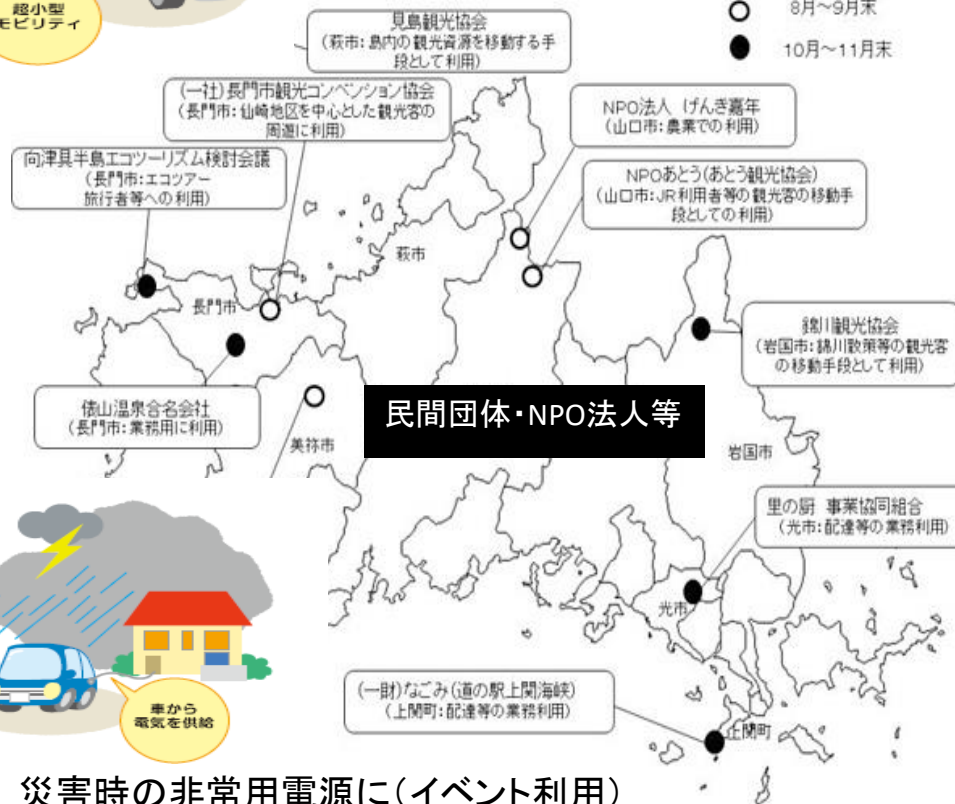 超小型
モビリティ
8月～9月末
10月～11月末
見島観光協会
(萩市:島内の観光資源を移動する手
段として利用)
(一社)長門市観光コンベンション協会
(長門市:仙崎地区を中心とした観光客の
周遊に利用)
NPO法人 げんき嘉年
(山口市:農業での利用)
向津具半島エコツーリズム検討会議
(長門市:エコツアー
旅行者等への利用)
NPOあとう(あとう観光協会)
(山口市:JR利用者等の観光客の移動手
段としての利用)
萩市
長門市
錦川観光協会
(岩国市:錦川散策等の観光客
の移動手段として利用)
俵山温泉合名会社
(長門市:業務用に利用)
民間団体・NPO法人等
美祢市
岩国市
里の厨 事業協同組合
(光市:配達等の業務利用)
光市
(一財)なごみ(道の駅上関海峡)
(上関町:配達等の業務利用)
上関町
車から
電気を供給
災害時の非常用電源に(イベント利用)